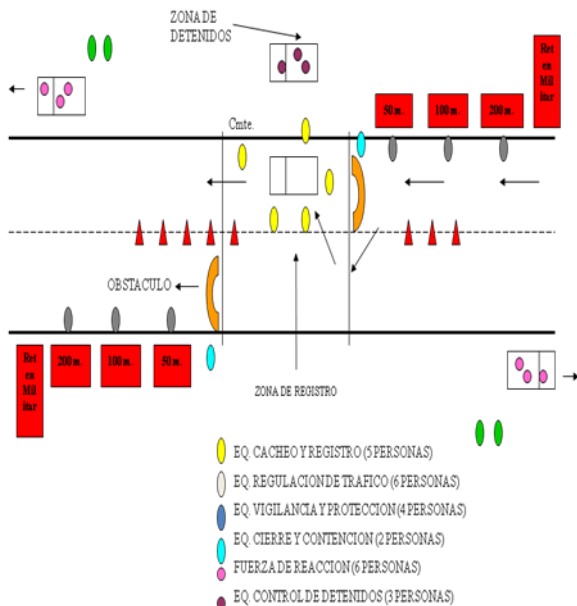 ZONA DE
DETENIDOS
Ret
en
Mil
itar
50 m.
100 m.
200 m.
Cmte.
OBSTACULO
Ret
en
Mil
itar
200 m.
100 m.
50 m.
ZONA DE REGISTRO
EQ. CACHEO Y REGISTRO (5 PERSONAS)
EQ. REGULACION DE TRAFICO (6 PERSONAS)
EQ. VIGILANCIA Y PROTECCION (4 PERSONAS)
EQ. CIERRE Y CONTENCION (2 PERSONAS)
FUERZA DE REACCION (6 PERSONAS)
EQ. CONTROL DE DETENIDOS (3 PERSONAS)